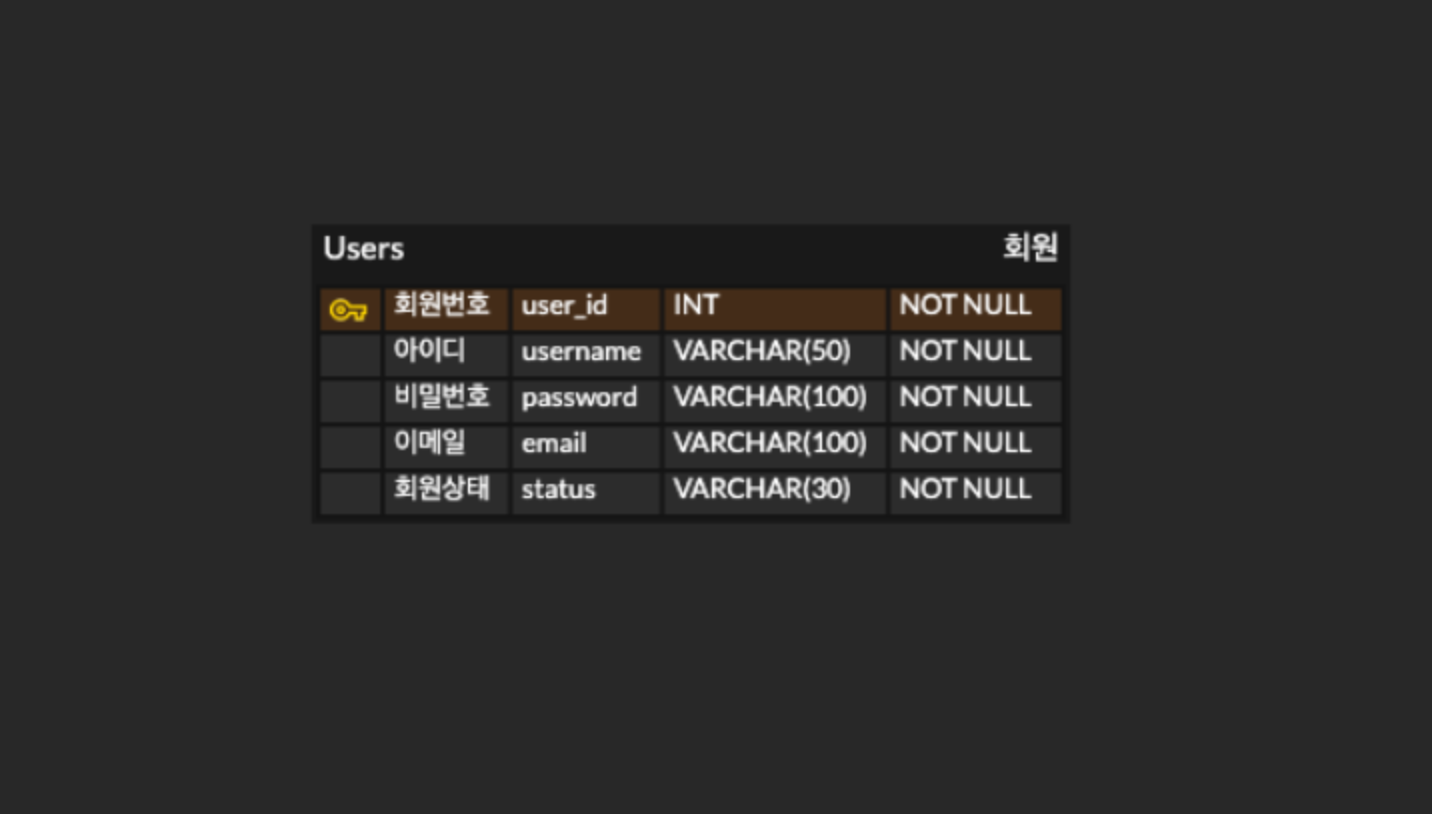 Users 회원
회원번호 user_id INT NOT NULL
아이디 username VARCHAR(50) NOT NULL
비밀번호 password VARCHAR(100) NOT NULL
이메일 email VARCHAR(100) NOT NULL
회원상태 status VARCHAR(30) NOT NULL